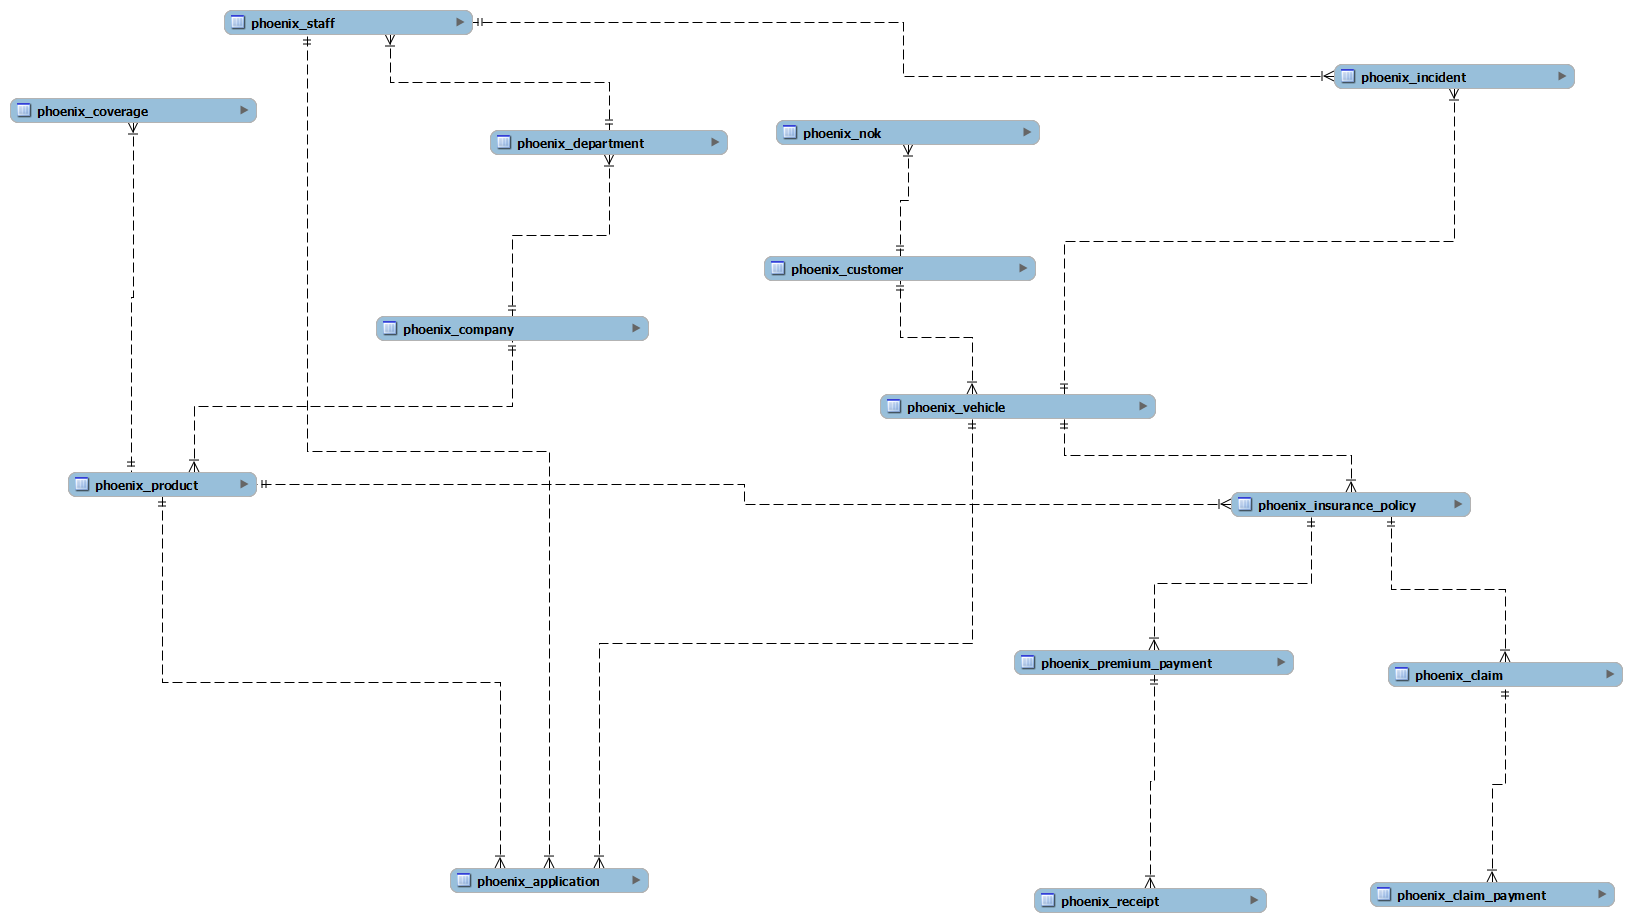 phoenix_staff
phoenix_incident
phoenix_coverage
phoenix_nok
phoenix_department
phoenix_customer
phoenix_company
phoenix_vehicle
phoenix_product
phoenix_insurance_policy
phoenix_premium_payment
phoenix_claim
phoenix_application
phoenix_claim_payment
phoenix_receipt